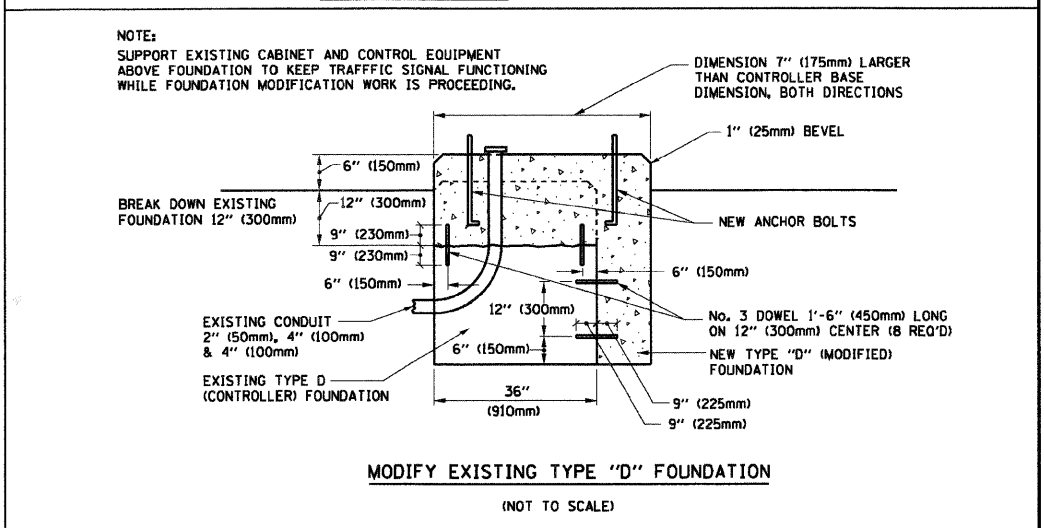 NOTE:
SUPPORT EXISTING CABINET AND CONTROL EQUIPMENT
ABOVE FOUNDATION TO KEEP TRAFFFIC SIGNAL FUNCTIONING
WHILE FOUNDATION MODIFICATION WORK IS PROCEEDING.
DIMENSION 7" (175mm) LARGER
THAN CONTROLLER BASE
DIMENSION, BOTH DIRECTIONS
1" (25mm) BEVEL
6" (150mm)
BREAK DOWN EXISTING
FOUNDATION 12" (300mm)
12" (300mm)
NEW ANCHOR BOLTS
9" (230mm)
9" (230mm)
6" (150mm)
6" (150mm)
12" (300mm)
No. 3 DOWEL 1'-6" (450mm) LONG
ON 12" (300mm) CENTER (8 REQ'D)
EXISTING CONDUIT
2" (50mm), 4" (100mm)
& 4" (100mm)
6" (150mm)
NEW TYPE "D" (MODIFIED)
FOUNDATION
EXISTING TYPE D
(CONTROLLER) FOUNDATION
36"
(910mm)
9" (225mm)
9" (225mm)
MODIFY EXISTING TYPE "D" FOUNDATION
(NOT TO SCALE)